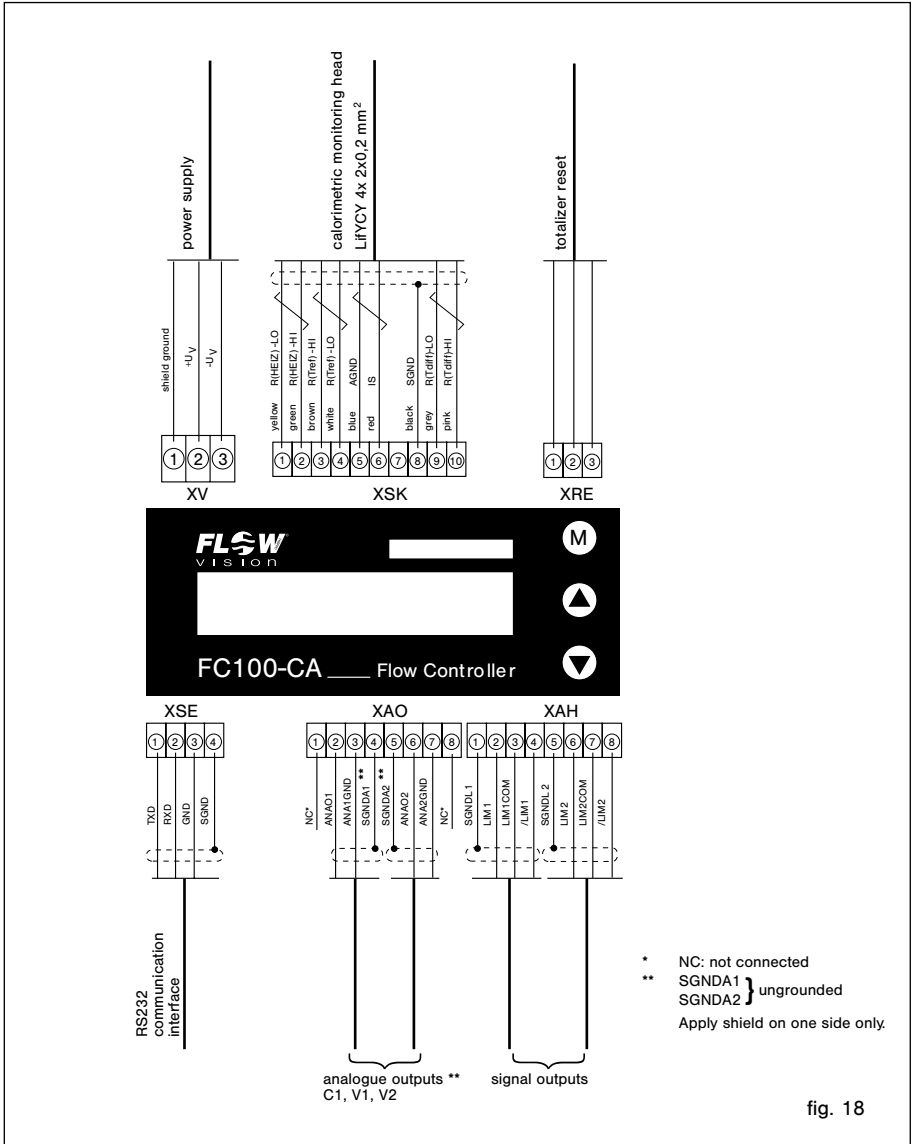 power supply
calorimetric monitoring head
LifYCY 4x 2x0,2 mm²
totalizer reset
shield ground
+UV
-UV
yellow R(HEIZ) -LO
green R(HEIZ) -HI
brown R(Tref) -HI
white R(Tref) -LO
blue AGND
red IS
black SGND
grey R(Tdiff)-LO
pink R(Tdiff)-HI
1 2 3
1 2 3 4 5 6 7 8 9 10
1 2 3
XV
XSK
XRE
FLOW
vision
M
FC100-CA ____ Flow Controller
XSE
XAO
XAH
1 2 3 4
1 2 3 4 5 6 7 8
1 2 3 4 5 6 7 8
TXD
RXD
GND
SGND
NC*
ANAO1
ANA1GND
SGNDA1 **
SGNDA2 **
ANAO2
ANA2GND
NC*
SGNDL1
LIM1
LIM1COM
/LIM1
SGNDL2
LIM2
LIM2COM
/LIM2
RS232
communication
interface
analogue outputs **
C1, V1, V2
signal outputs
* NC: not connected
** SGNDA1
SGNDA2 } ungrounded
Apply shield on one side only.
fig. 18